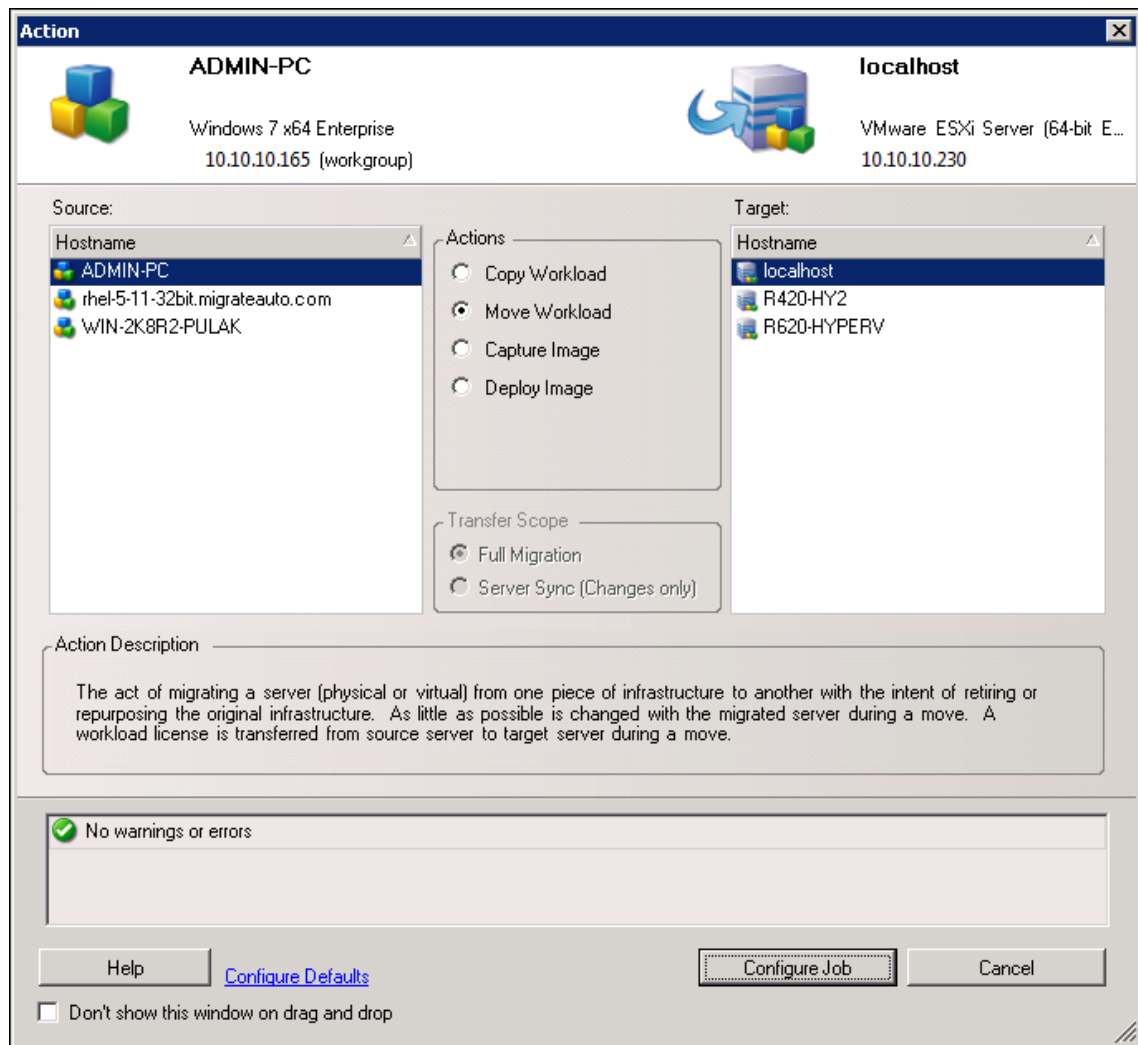 Action
ADMIN-PC
Windows 7 x64 Enterprise
10.10.10.165 (workgroup)
localhost
VMware ESXi Server (64-bit E...
10.10.10.230
Source:
Hostname
ADMIN-PC
rhel-5-11-32bit.migrateauto.com
WIN-2K8R2-PULAK
Actions
Copy Workload
Move Workload
Capture Image
Deploy Image
Transfer Scope
Full Migration
Server Sync (Changes only)
Target:
Hostname
localhost
R420-HY2
R620-HYPERV
Action Description
The act of migrating a server (physical or virtual) from one piece of infrastructure to another with the intent of retiring or
repurposing the original infrastructure. As little as possible is changed with the migrated server during a move. A
workload license is transferred from source server to target server during a move.
No warnings or errors
Help
Configure Defaults
Configure Job
Cancel
Don't show this window on drag and drop